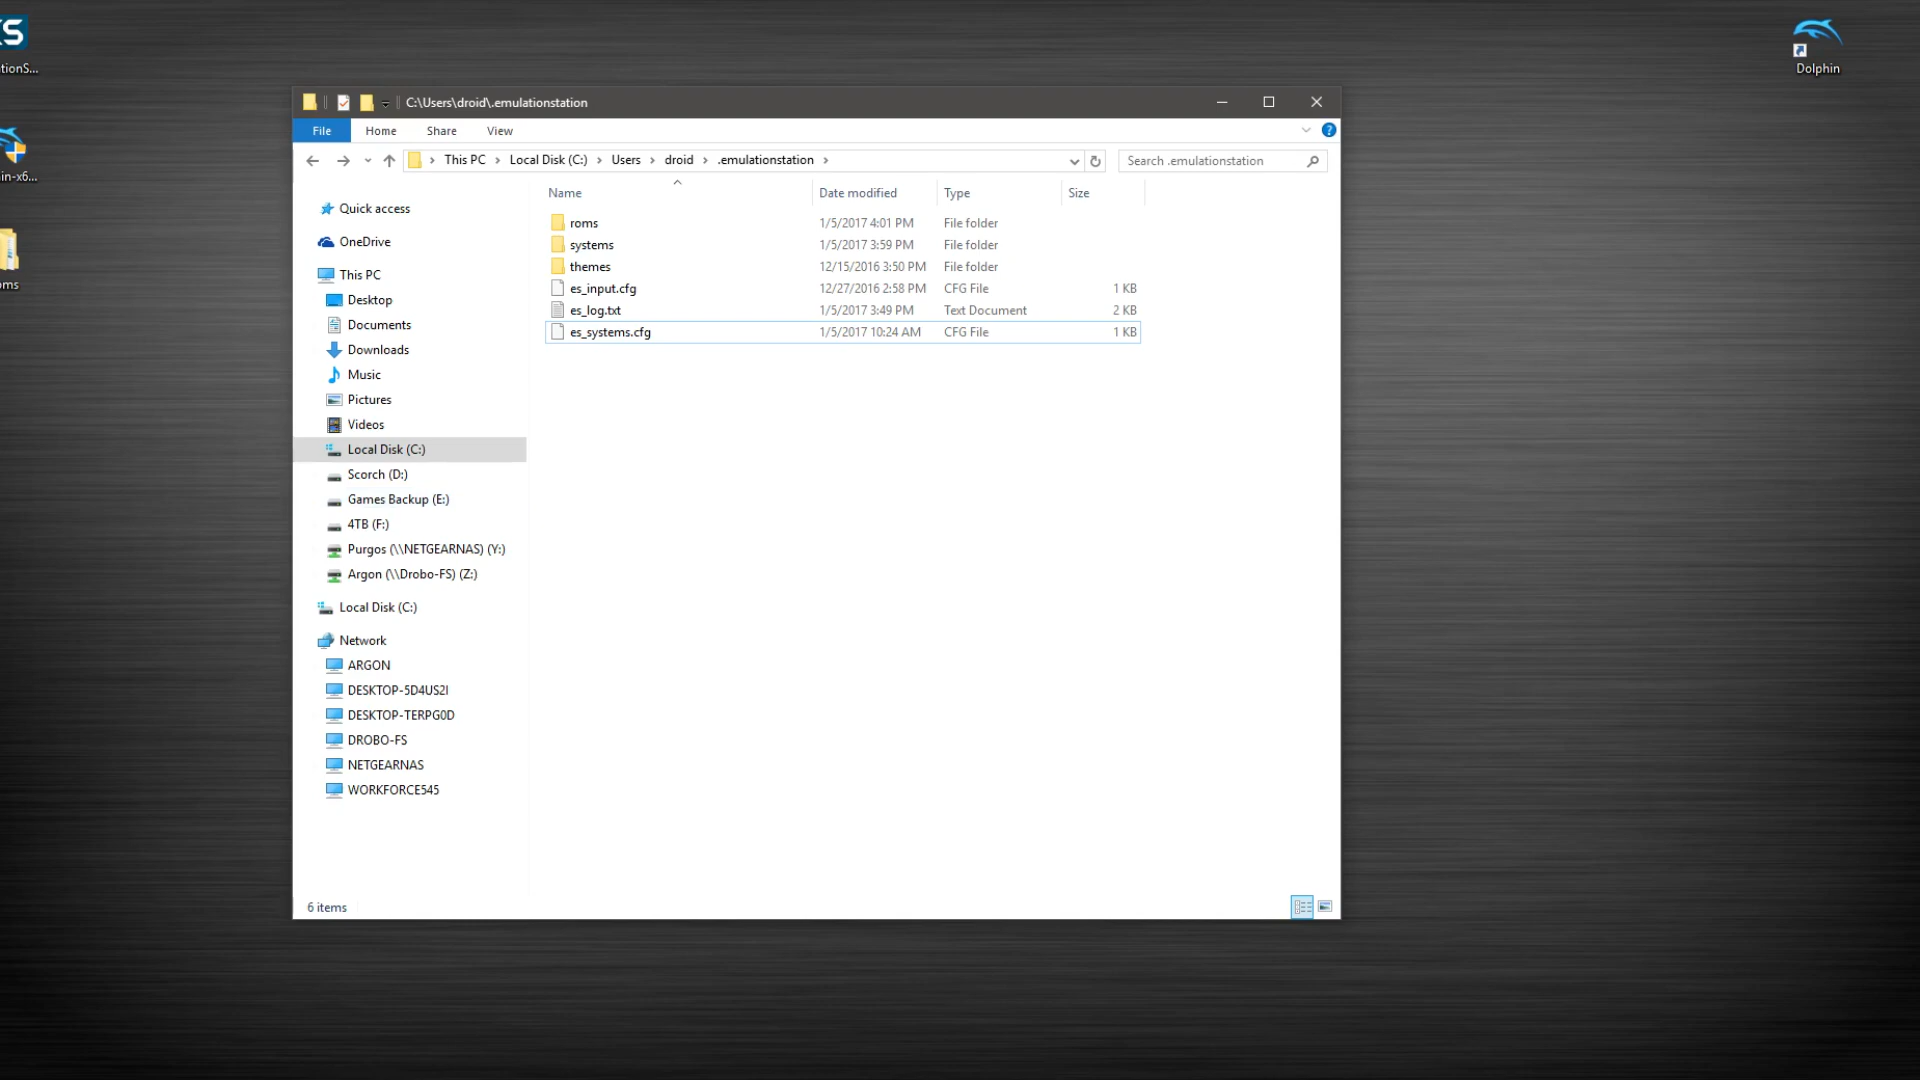 S
tionS...
Dolphin
in-x6...
oms
C:\Users\droid\.emulationstation
File Home Share View
This PC Local Disk (C:) Users droid .emulationstation
Search .emulationstation
Name Date modified Type Size
roms 1/5/2017 4:01 PM File folder
systems 1/5/2017 3:59 PM File folder
themes 12/15/2016 3:50 PM File folder
es_input.cfg 12/27/2016 2:58 PM CFG File 1 KB
es_log.txt 1/5/2017 3:49 PM Text Document 2 KB
es_systems.cfg 1/5/2017 10:24 AM CFG File 1 KB
Quick access
OneDrive
This PC
Desktop
Documents
Downloads
Music
Pictures
Videos
Local Disk (C:)
Scorch (D:)
Games Backup (E:)
4TB (F:)
Purgos (\\NETGEARNAS) (Y:)
Argon (\\Drobo-FS) (Z:)
Local Disk (C:)
Network
ARGON
DESKTOP-5D4US2I
DESKTOP-TERPG0D
DROBO-FS
NETGEARNAS
WORKFORCE545
6 items